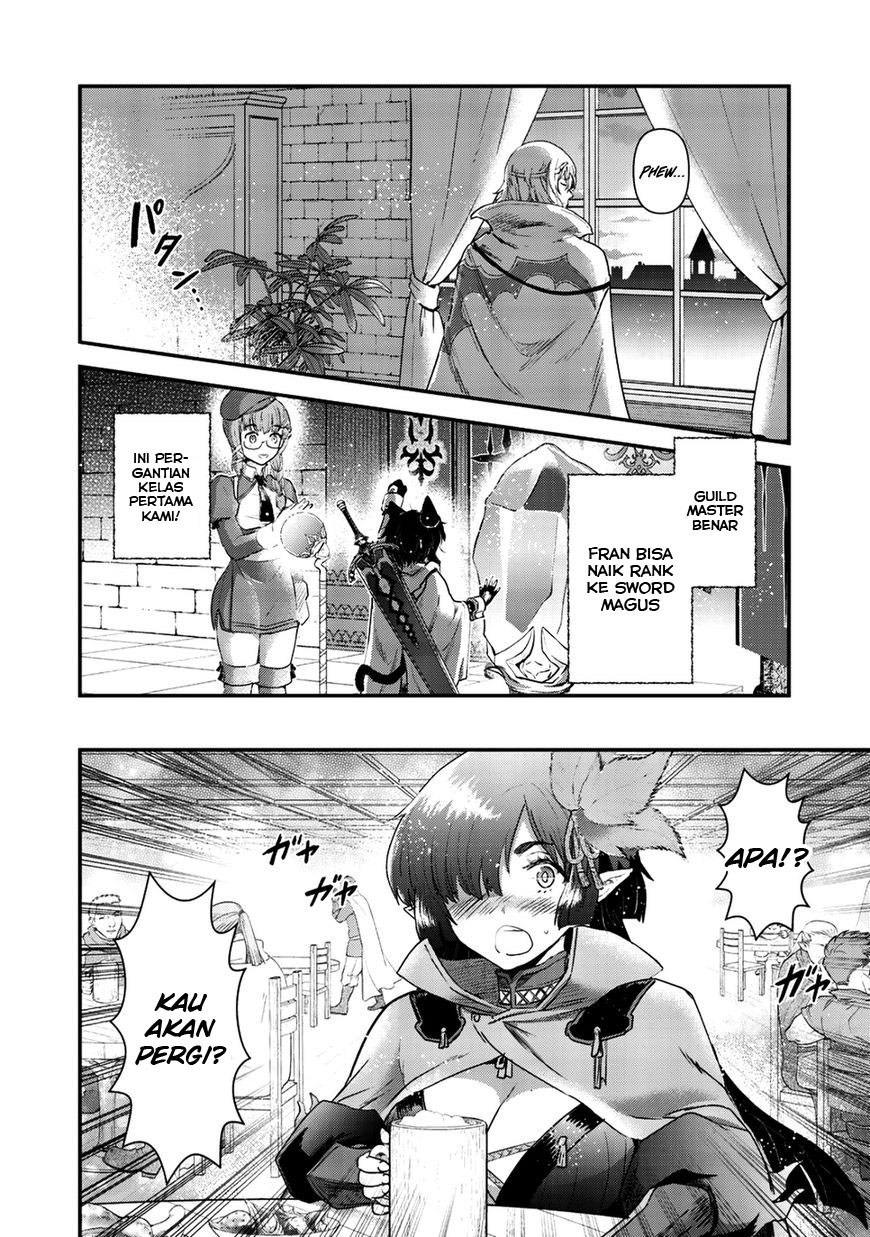 PHEW...
パタン…
GUILD
MASTER
BENAR
FRAN BISA
NAIK RANK
KE SWORD
MAGUS
INI PER-
GANTIAN
KELAS
PERTAMA
KAMI!
APA!?
ガヤ
ガヤ
ガヤ
KAU
AKAN
PERGI?